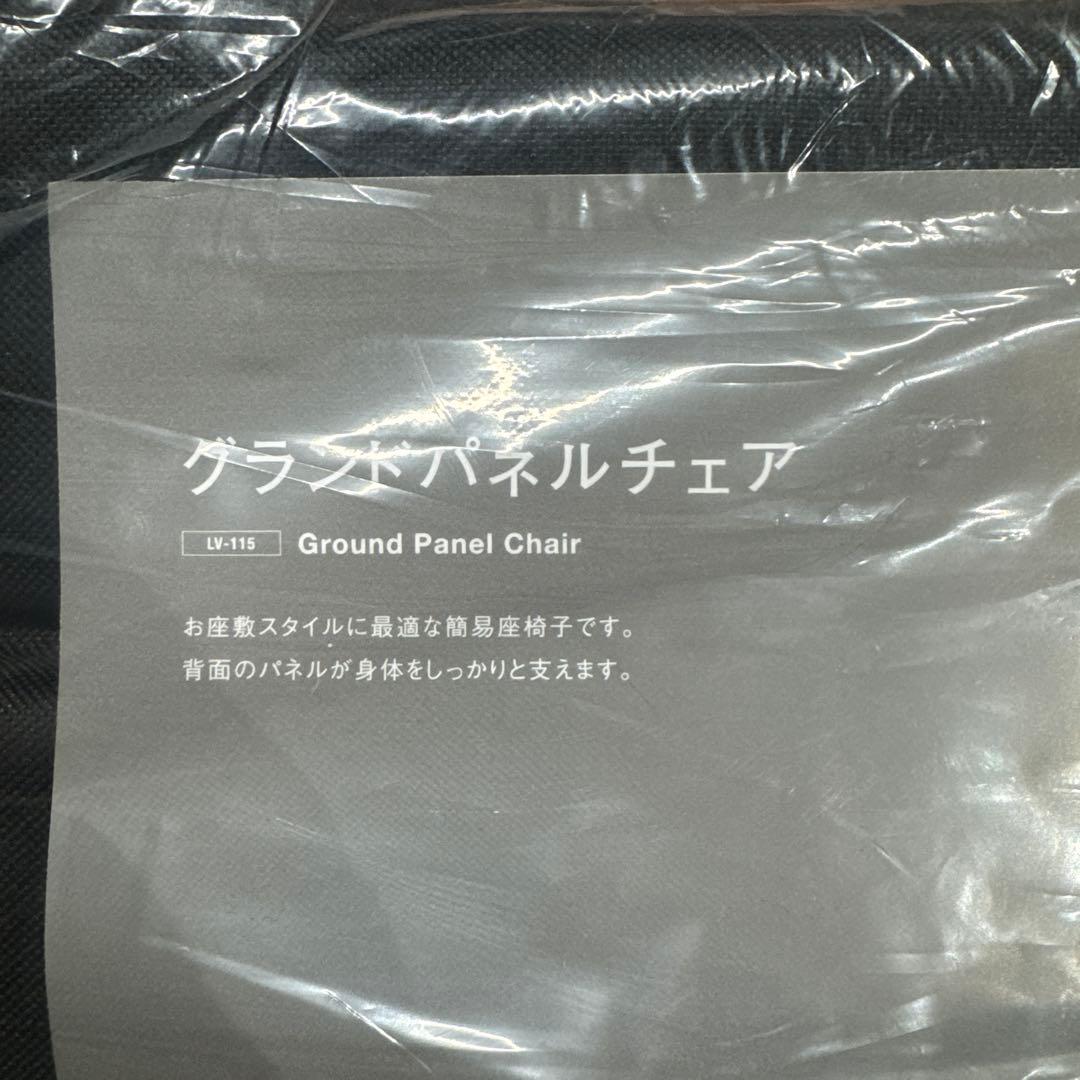 グランドパネルチェア
LV-115 Ground Panel Chair
お座敷スタイルに最適な簡易座椅子です。
背面のパネルが身体をしっかりと支えます。